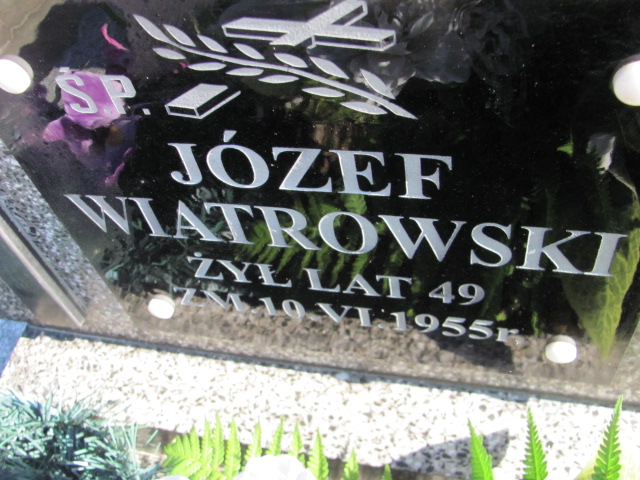 ŚP.
JÓZEF
WIATROWSKI
ŻYŁ LAT 49
ZM. 10 VI 1955r.